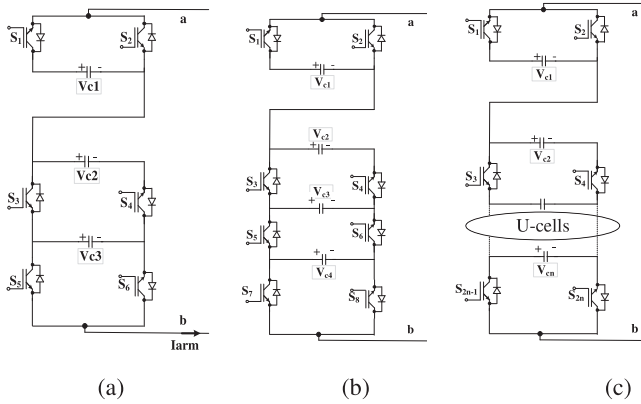 a
S1
S2
+ -
Vc1
+ -
Vc2
S3
S4
+ -
Vc3
S5
S6
b
Iarm
(a)
a
S1
S2
+ -
Vc1
Vc2
+ -
S3
S4
Vc3
+ -
S5
S6
+ -
Vc4
S7
S8
b
(b)
a
S1
S2
+ -
Vc1
+ -
Vc2
S3
S4
U-cells
+ -
Vcn
S2n-1
S2n
b
(c)